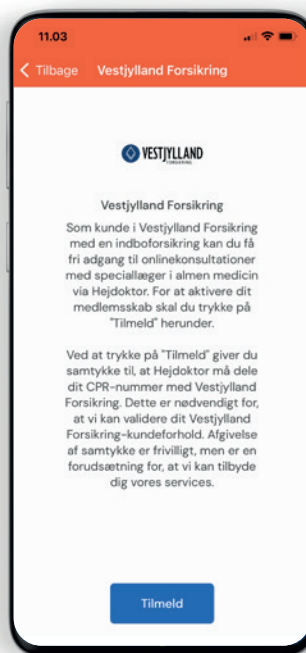 11.03
Tilbage Vestjylland Forsikring
VESTJYLLAND
FORSIKRING
Vestjylland Forsikring
Som kunde i Vestjylland Forsikring
med en indboforsikring kan du få
fri adgang til onlinekonsultationer
med speciallæger i almen medicin
via Hejdoktor. For at aktivere dit
medlemsskab skal du trykke på
"Tilmeld" herunder.
Ved at trykke på "Tilmeld" giver du
samtykke til, at Hejdoktor må dele
dit CPR-nummer med Vestjylland
Forsikring. Dette er nødvendigt for,
at vi kan validere dit Vestjylland
Forsikring-kundeforhold. Afgivelse
af samtykke er frivilligt, men er en
forudsætning for, at vi kan tilbyde
dig vores services.
Tilmeld